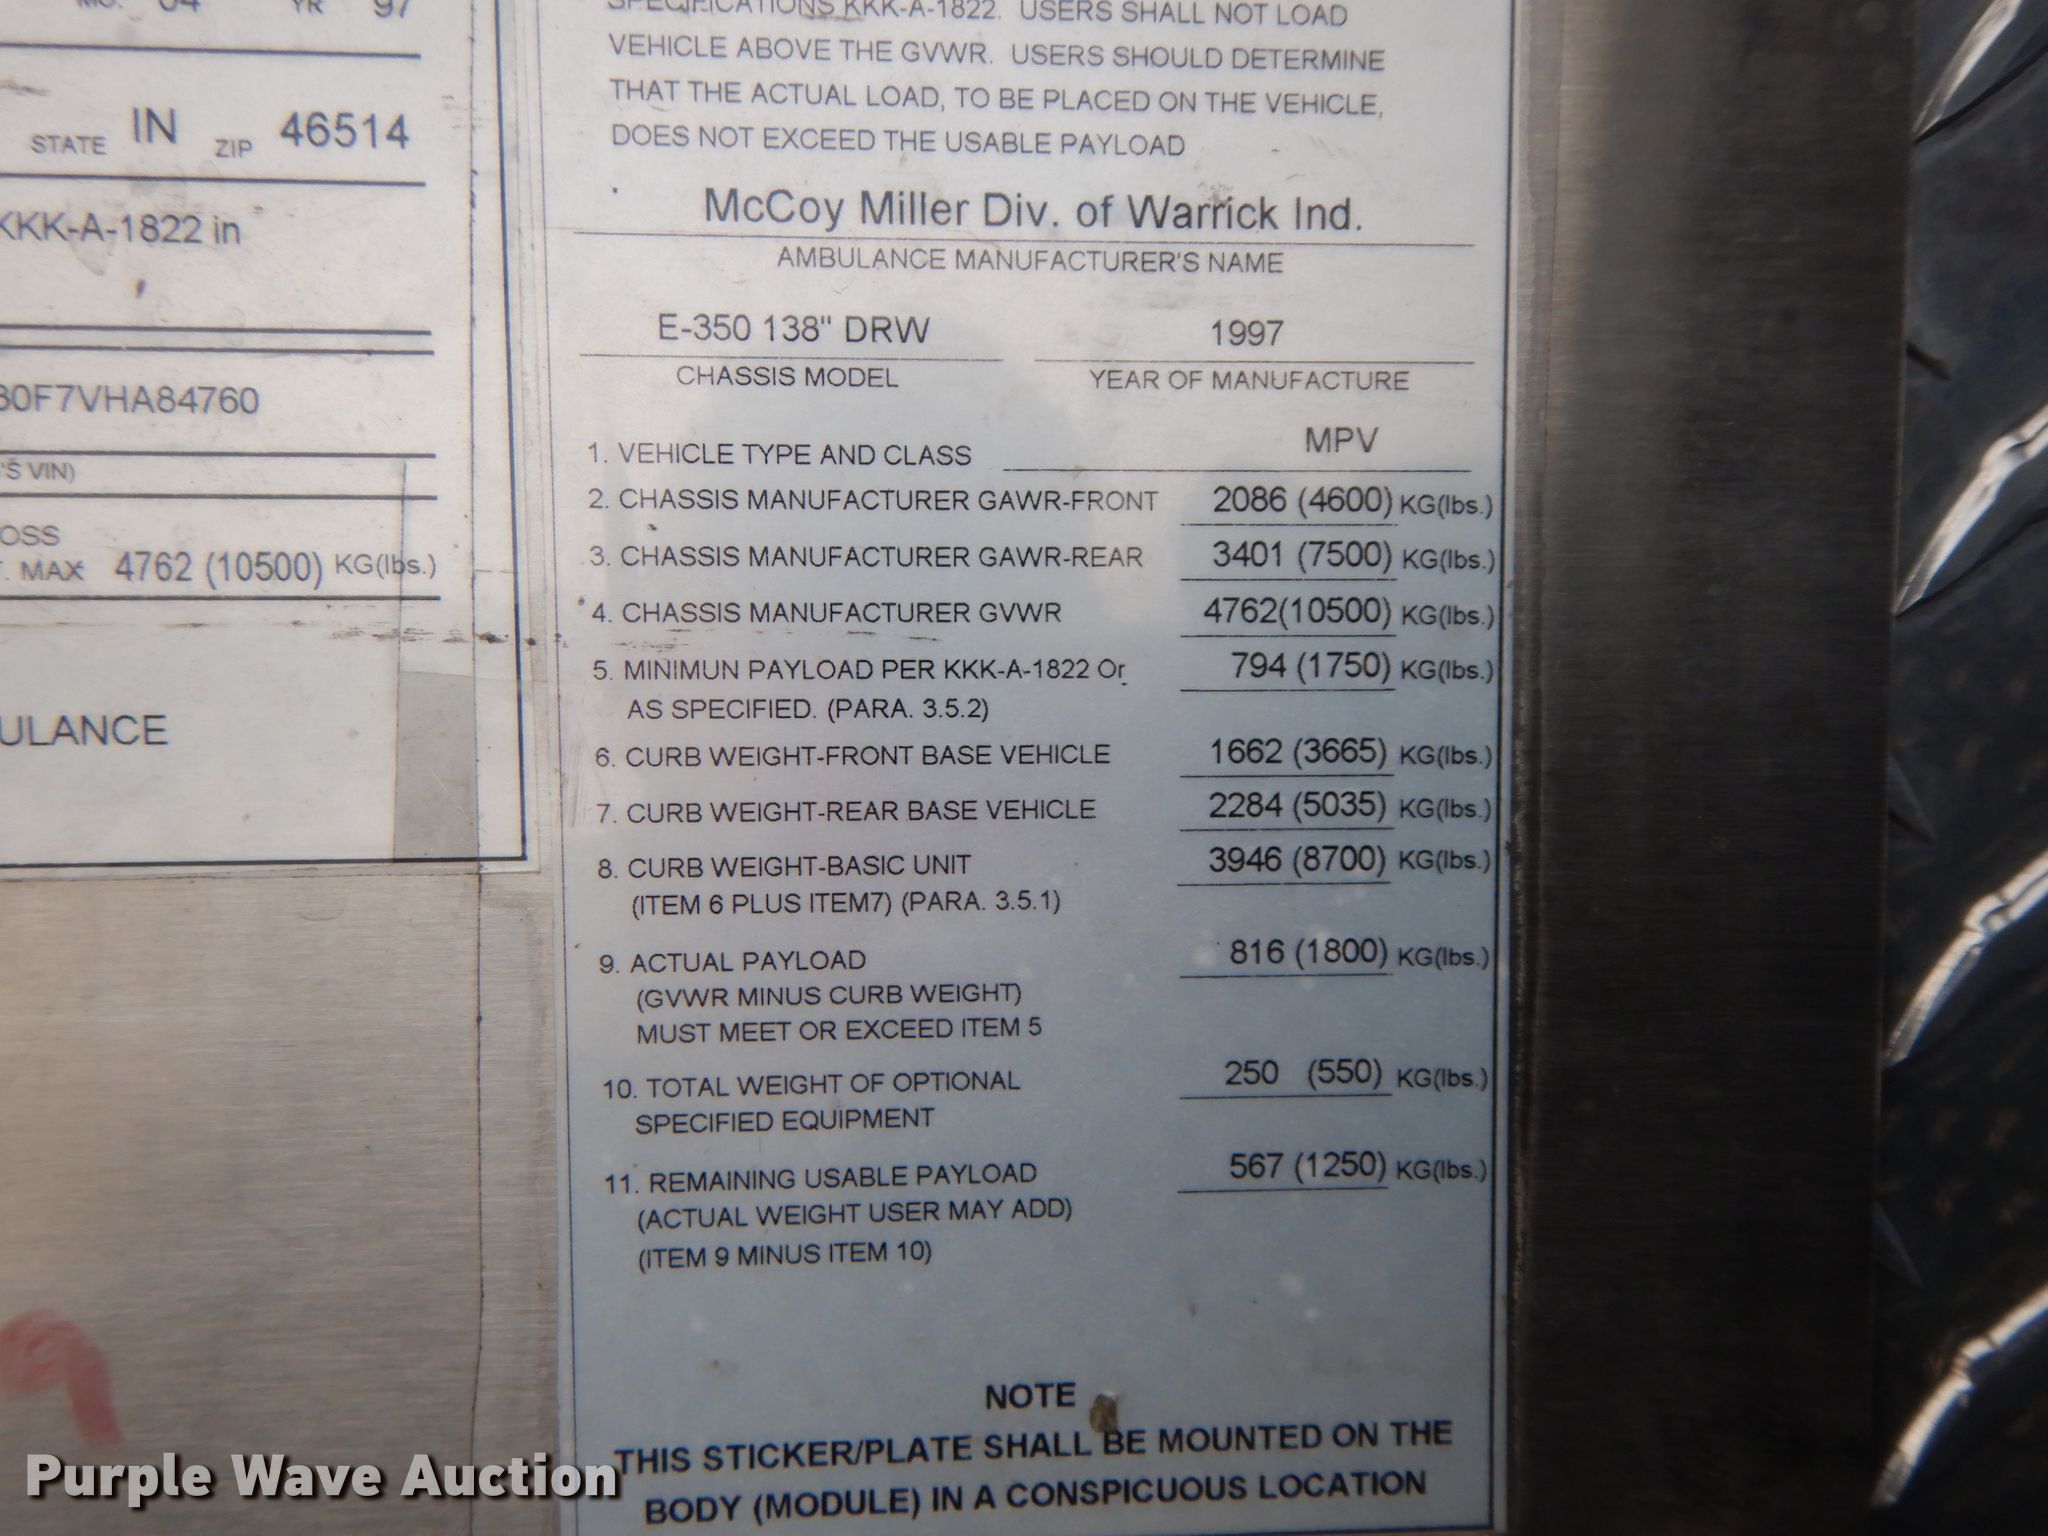 MO. 04 YR 97
STATE IN ZIP 46514
KKK-A-1822 in
30F7VHA84760
'S VIN)
OSS
T. MAX 4762 (10500) KG(lbs.)
ULANCE
SPECIFICATIONS KKK-A-1822. USERS SHALL NOT LOAD
VEHICLE ABOVE THE GVWR. USERS SHOULD DETERMINE
THAT THE ACTUAL LOAD, TO BE PLACED ON THE VEHICLE,
DOES NOT EXCEED THE USABLE PAYLOAD
McCoy Miller Div. of Warrick Ind.
AMBULANCE MANUFACTURER'S NAME
E-350 138" DRW 1997
CHASSIS MODEL YEAR OF MANUFACTURE
1. VEHICLE TYPE AND CLASS MPV
2. CHASSIS MANUFACTURER GAWR-FRONT 2086 (4600) KG(lbs.)
3. CHASSIS MANUFACTURER GAWR-REAR 3401 (7500) KG(lbs.)
4. CHASSIS MANUFACTURER GVWR 4762(10500) KG(lbs.)
5. MINIMUN PAYLOAD PER KKK-A-1822 Or 794 (1750) KG(lbs.)
AS SPECIFIED. (PARA. 3.5.2)
6. CURB WEIGHT-FRONT BASE VEHICLE 1662 (3665) KG(lbs.)
7. CURB WEIGHT-REAR BASE VEHICLE 2284 (5035) KG(lbs.)
8. CURB WEIGHT-BASIC UNIT 3946 (8700) KG(lbs.)
(ITEM 6 PLUS ITEM7) (PARA. 3.5.1)
9. ACTUAL PAYLOAD 816 (1800) KG(lbs.)
(GVWR MINUS CURB WEIGHT)
MUST MEET OR EXCEED ITEM 5
10. TOTAL WEIGHT OF OPTIONAL 250 (550) KG(lbs.)
SPECIFIED EQUIPMENT
11. REMAINING USABLE PAYLOAD 567 (1250) KG(lbs.)
(ACTUAL WEIGHT USER MAY ADD)
(ITEM 9 MINUS ITEM 10)
NOTE
THIS STICKER/PLATE SHALL BE MOUNTED ON THE
BODY (MODULE) IN A CONSPICUOUS LOCATION
Purple Wave Auction